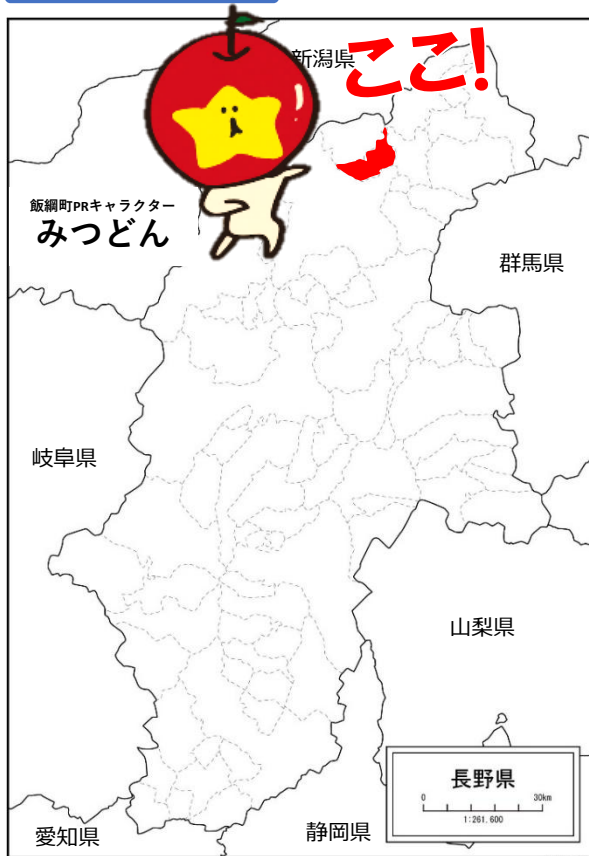 新潟県
ここ!
飯綱町PRキャラクター
みつどん
群馬県
岐阜県
山梨県
長野県
0 30km
1:261.600
愛知県
静岡県